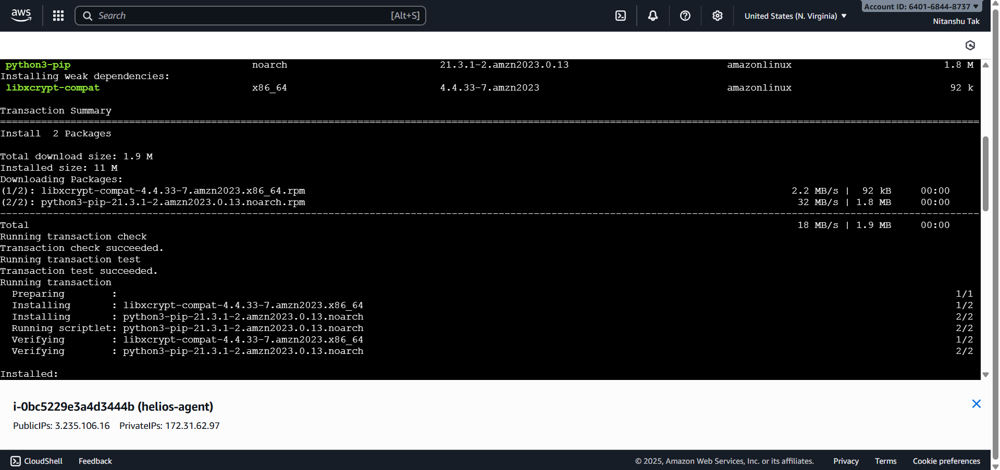 aws
Search [Alt+S]
United States (N. Virginia)
Account ID: 6401-6844-8737
Nitanshu Tak
python3-pip noarch 21.3.1-2.amzn2023.0.13 amazonlinux 1.8 M
Installing weak dependencies:
libxcrypt-compat x86_64 4.4.33-7.amzn2023 amazonlinux 92 k
Transaction Summary
Install 2 Packages
Total download size: 1.9 M
Installed size: 11 M
Downloading Packages:
(1/2): libxcrypt-compat-4.4.33-7.amzn2023.x86_64.rpm 2.2 MB/s | 92 kB 00:00
(2/2): python3-pip-21.3.1-2.amzn2023.0.13.noarch.rpm 32 MB/s | 1.8 MB 00:00
Total 18 MB/s | 1.9 MB 00:00
Running transaction check
Transaction check succeeded.
Running transaction test
Transaction test succeeded.
Running transaction
Preparing : 1/1
Installing : libxcrypt-compat-4.4.33-7.amzn2023.x86_64 1/2
Installing : python3-pip-21.3.1-2.amzn2023.0.13.noarch 2/2
Running scriptlet: python3-pip-21.3.1-2.amzn2023.0.13.noarch 2/2
Verifying : libxcrypt-compat-4.4.33-7.amzn2023.x86_64 1/2
Verifying : python3-pip-21.3.1-2.amzn2023.0.13.noarch 2/2
Installed:
i-0bc5229e3a4d3444b (helios-agent)
PublicIPs: 3.235.106.16 PrivateIPs: 172.31.62.97
CloudShell Feedback © 2025, Amazon Web Services, Inc. or its affiliates. Privacy Terms Cookie preferences